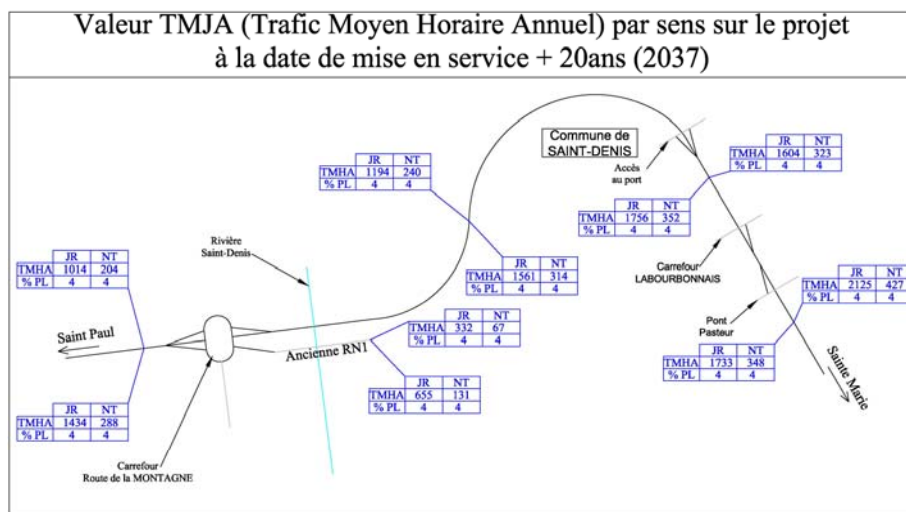 Valeur TMJA (Trafic Moyen Horaire Annuel) par sens sur le projet
à la date de mise en service + 20ans (2037)
Commune de
SAINT-DENIS
Accès
au port
JR NT
TMHA 1604 323
% PL 4 4
JR NT
TMHA 1194 240
% PL 4 4
JR NT
TMHA 1756 352
% PL 4 4
Rivière
Saint-Denis
JR NT
TMHA 1014 204
% PL 4 4
JR NT
TMHA 1561 314
% PL 4 4
Carrefour
LABOURBONNAIS
JR NT
TMHA 2125 427
% PL 4 4
JR NT
TMHA 332 67
% PL 4 4
Pont
Pasteur
Saint Paul
Ancienne RN1
JR NT
TMHA 1733 348
% PL 4 4
Sainte Marie
JR NT
TMHA 655 131
% PL 4 4
JR NT
TMHA 1434 288
% PL 4 4
Carrefour
Route de la MONTAGNE